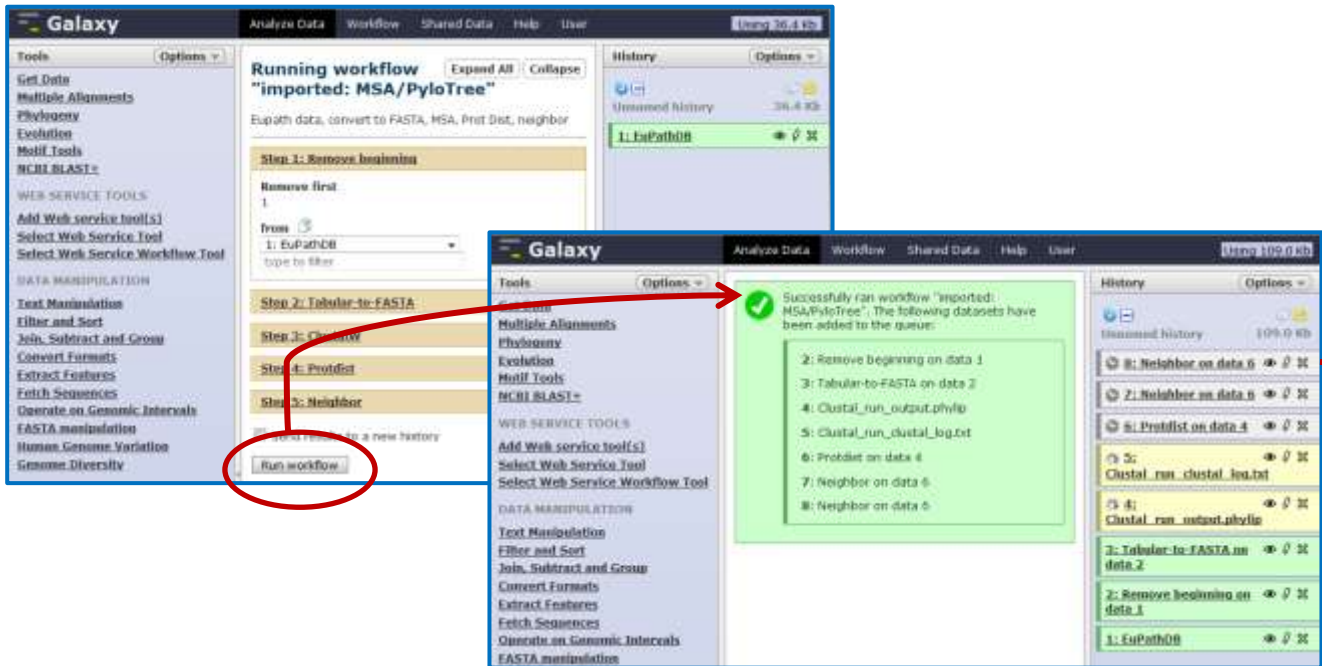 Galaxy
Analyze Data Workflow Shared Data Help User
Using 36.4 Kb
Tools
Options
Get Data
Multiple Alignments
Phylogeny
Evolution
Motif Tools
NCBI BLAST+
WEB SERVICE TOOLS
Add Web service tool(s)
Select Web Service Tool
Select Web Service Workflow Tool
DATA MANIPULATION
Text Manipulation
Filter and Sort
Join, Subtract and Group
Convert Formats
Extract Features
Fetch Sequences
Operate on Genomic Intervals
FASTA manipulation
Human Genome Variation
Genome Diversity
Running workflow
"imported: MSA/PyloTree"
Expand All Collapse
Eupath data, convert to FASTA, MSA, Prot Dist, neighbor
Step 1: Remove beginning
Remove first
1
from
1: EuPathDB
type to filter
Step 2: Tabular-to-FASTA
Step 3: ClustalW
Step 4: Protdist
Step 5: Neighbor
Send results to a new history
Run workflow
History
Options
Unnamed history
36.4 Kb
1: EuPathDB
Galaxy
Analyze Data Workflow Shared Data Help User
Using 109.0 Kb
Tools
Options
Get Data
Multiple Alignments
Phylogeny
Evolution
Motif Tools
NCBI BLAST+
WEB SERVICE TOOLS
Add Web service tool(s)
Select Web Service Tool
Select Web Service Workflow Tool
DATA MANIPULATION
Text Manipulation
Filter and Sort
Join, Subtract and Group
Convert Formats
Extract Features
Fetch Sequences
Operate on Genomic Intervals
FASTA manipulation
Successfully ran workflow "imported:
MSA/PyloTree". The following datasets have
been added to the queue:
2: Remove beginning on data 1
3: Tabular-to-FASTA on data 2
4: Clustal_run_output.phylip
5: Clustal_run_clustal_log.txt
6: Protdist on data 4
7: Neighbor on data 6
8: Neighbor on data 6
History
Options
Unnamed history
109.0 Kb
8: Neighbor on data 6
7: Neighbor on data 6
6: Protdist on data 4
5:
Clustal_run_clustal_log.txt
4:
Clustal_run_output.phylip
3: Tabular-to-FASTA on
data 2
2: Remove beginning on
data 1
1: EuPathDB